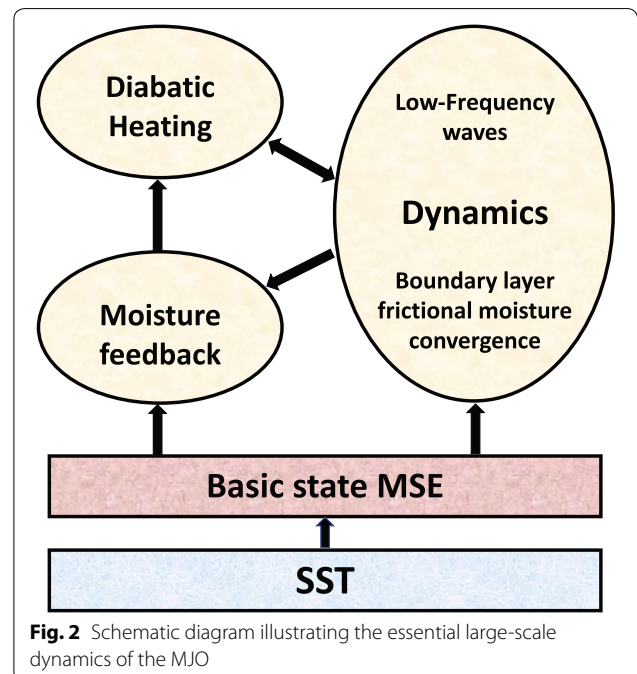 Diabatic
Heating
Low-Frequency
waves
Dynamics
Boundary layer
frictional moisture
convergence
Moisture
feedback
Basic state MSE
SST
Fig. 2 Schematic diagram illustrating the essential large-scale
dynamics of the MJO